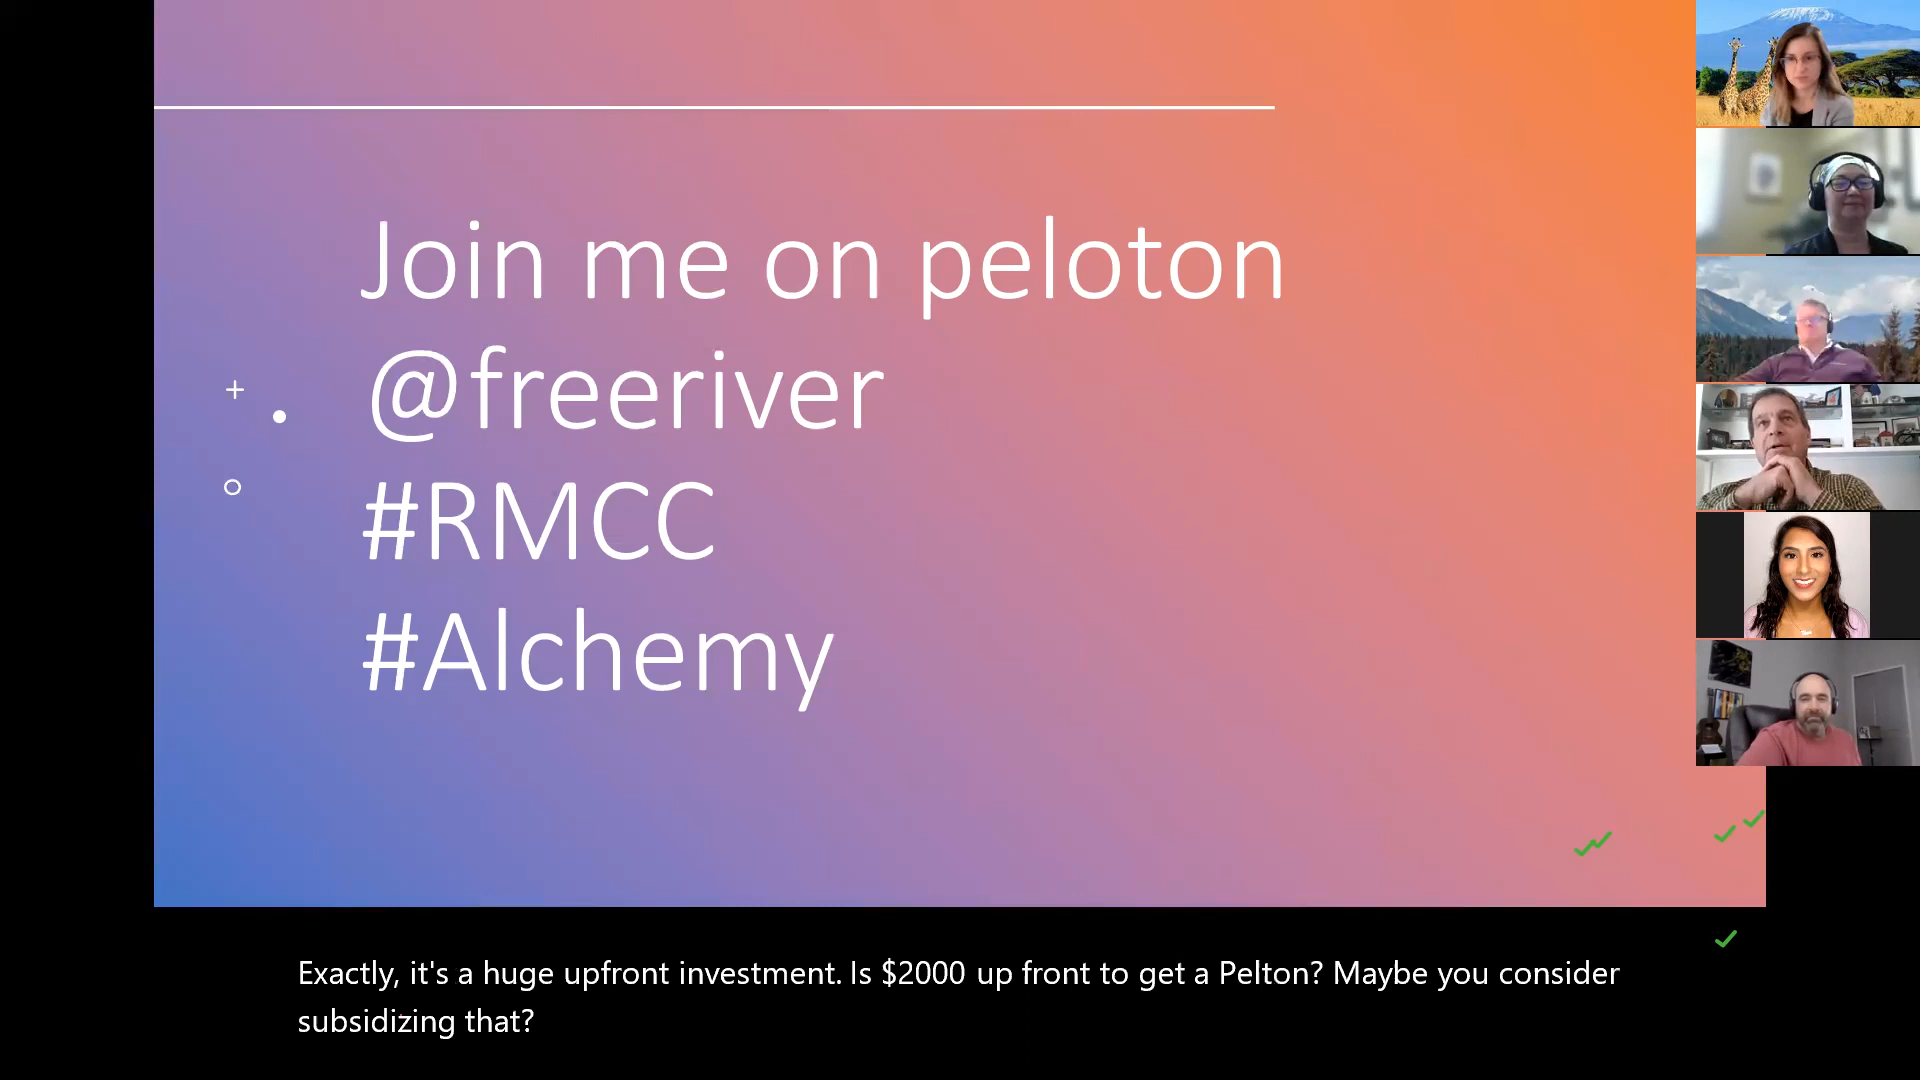 Join me on peloton
@freeriver
#RMCC
#Alchemy
Exactly, it's a huge upfront investment. Is $2000 up front to get a Pelton? Maybe you consider
subsidizing that?